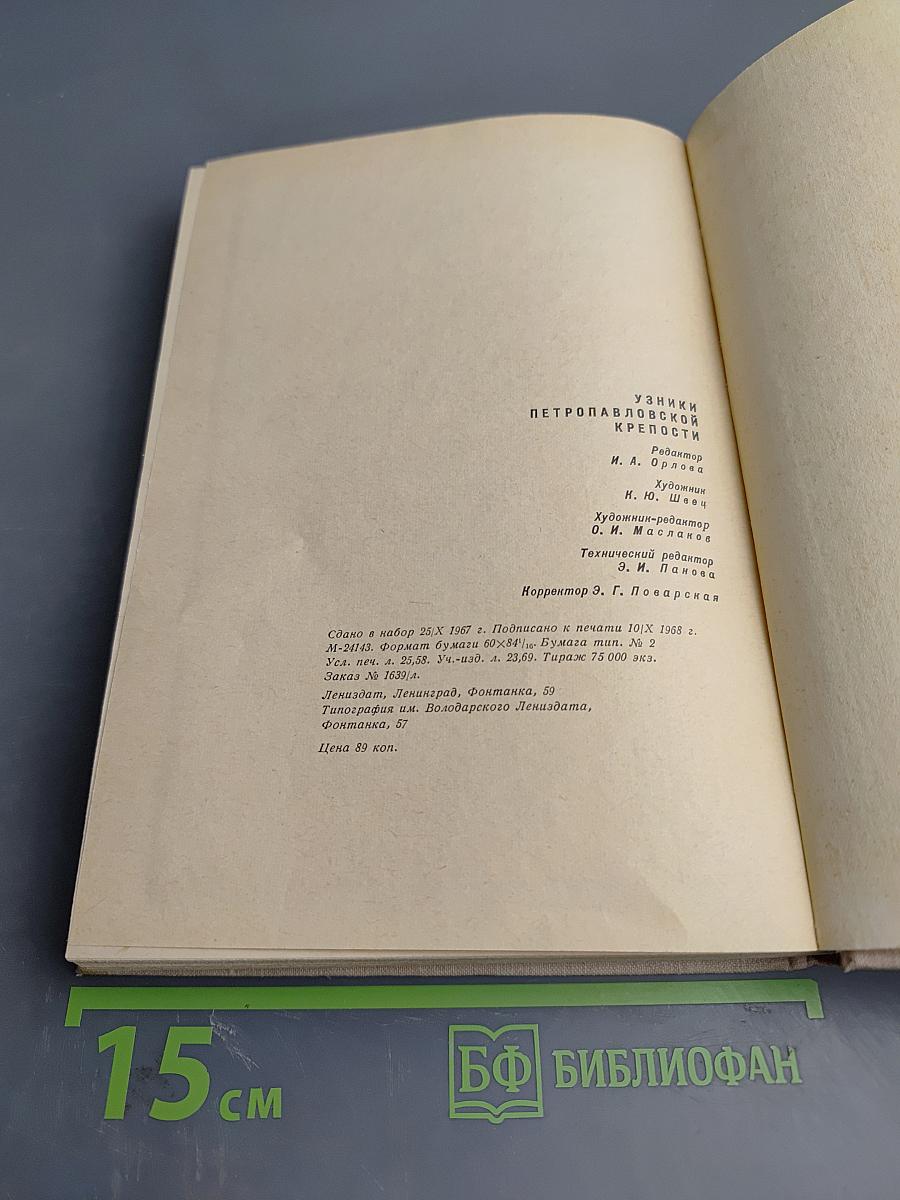 УЗНИКИ
ПЕТРОПАВЛОВСКОЙ
КРЕПОСТИ
Редактор
И. А. Орлова
Художник
К. Ю. Швец
Художник-редактор
О. И. Маслаков
Технический редактор
Э. И. Панова
Корректор Э. Г. Поварская
Сдано в набор 25/X 1967 г. Подписано к печати 10/X 1968 г.
М-24143. Формат бумаги 60×84¹/₁₆. Бумага тип. № 2
Усл. печ. л. 25,58. Уч.-изд. л. 23,69. Тираж 75 000 экз.
Заказ № 1639/л.
Лениздат, Ленинград, Фонтанка, 59
Типография им. Володарского Лениздата,
Фонтанка, 57
Цена 89 коп.
15 см
БФ БИБЛИОФАН